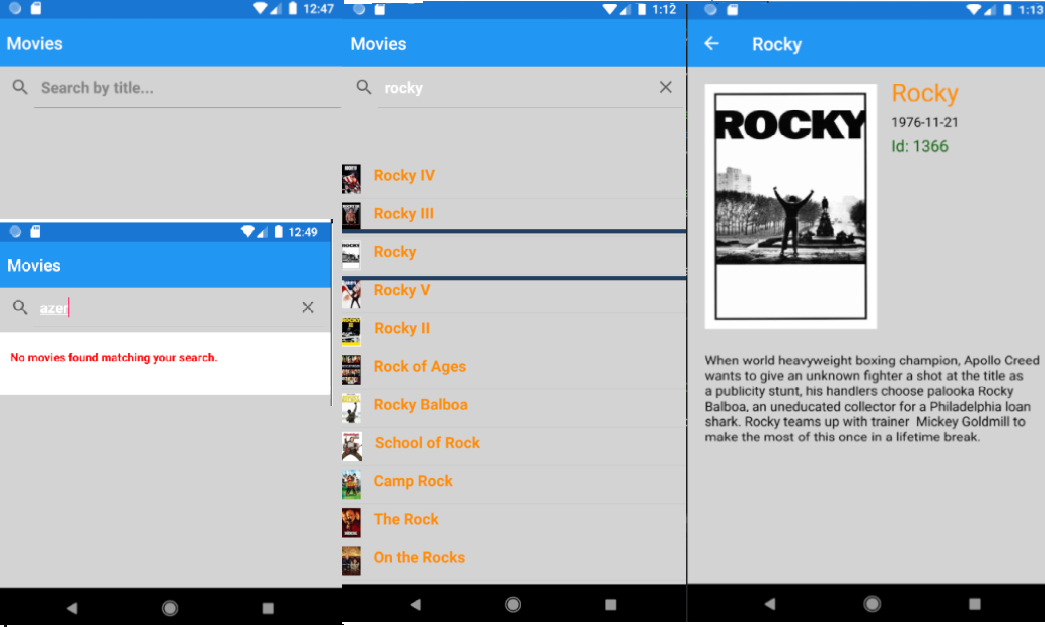 12:47
Movies
Search by title...
12:49
Movies
azer
No movies found matching your search.
1:12
Movies
rocky
Rocky IV
Rocky III
ROCKY
Rocky
Rocky V
Rocky II
Rock of Ages
Rocky Balboa
School of Rock
Camp Rock
The Rock
On the Rocks
1:13
Rocky
ROCKY
Rocky
1976-11-21
Id: 1366
When world heavyweight boxing champion, Apollo Creed
wants to give an unknown fighter a shot at the title as
a publicity stunt, his handlers choose palooka Rocky
Balboa, an uneducated collector for a Philadelphia loan
shark. Rocky teams up with trainer Mickey Goldmill to
make the most of this once in a lifetime break.